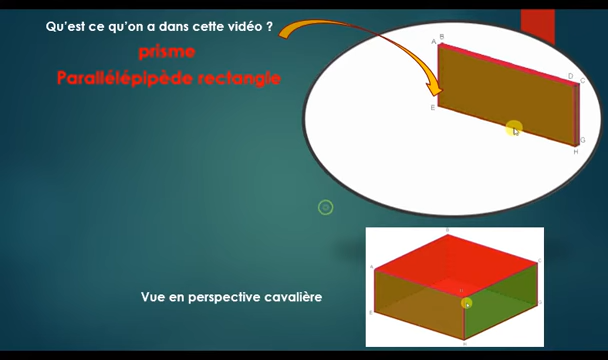 Qu'est ce qu'on a dans cette vidéo ?
prisme
Parallélépipède rectangle
A B
D C
E
G
H
Vue en perspective cavalière